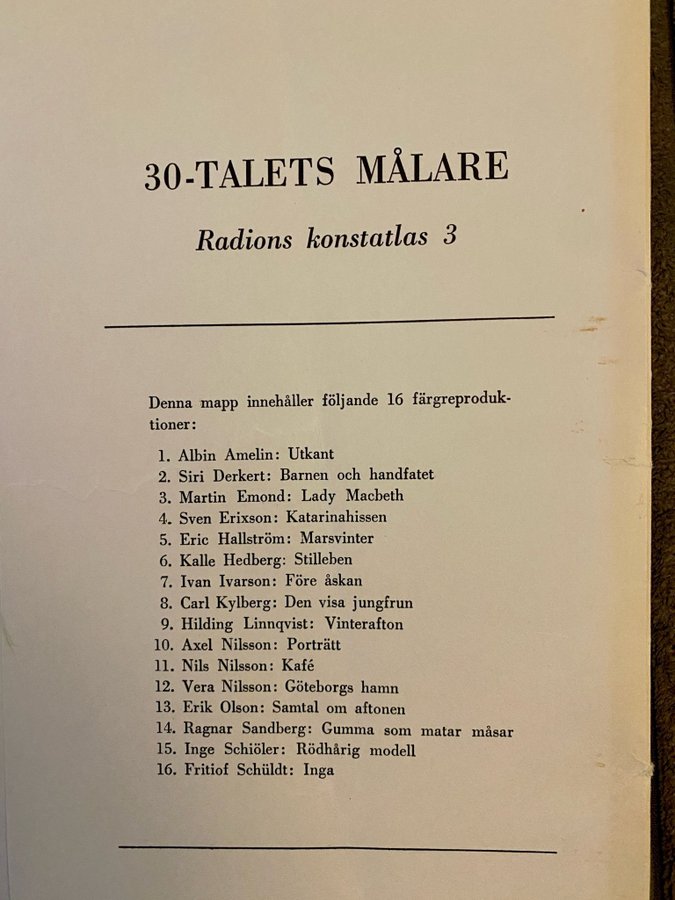 30-TALETS MÅLARE
Radions konstatlas 3
Denna mapp innehåller följande 16 färgreproduk-
tioner:
1. Albin Amelin: Utkant
2. Siri Derkert: Barnen och handfatet
3. Martin Emond: Lady Macbeth
4. Sven Erixson: Katarinahissen
5. Eric Hallström: Marsvinter
6. Kalle Hedberg: Stilleben
7. Ivan Ivarson: Före åskan
8. Carl Kylberg: Den visa jungfrun
9. Hilding Linnqvist: Vinterafton
10. Axel Nilsson: Porträtt
11. Nils Nilsson: Kafé
12. Vera Nilsson: Göteborgs hamn
13. Erik Olson: Samtal om aftonen
14. Ragnar Sandberg: Gumma som matar måsar
15. Inge Schiöler: Rödhårig modell
16. Fritiof Schüldt: Inga